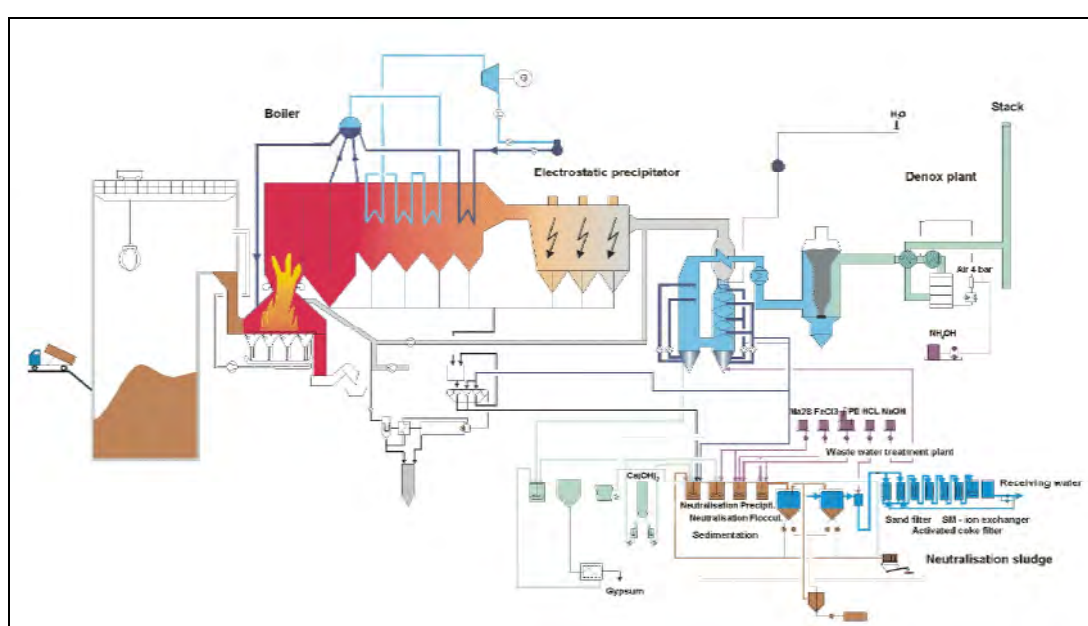 Stack
H₂O
Boiler
G
Electrostatic precipitator
Denox plant
Air 4 bar
NH₄OH
Na2S FeCl3 PE HCL NaOH
Waste water treatment plant
Ca(OH)₂
Receiving water
Neutralisation Precipit.
Neutralisation Floccul.
Sand filter SM - ion exchanger
Activated coke filter
Sedimentation
Neutralisation sludge
Gypsum